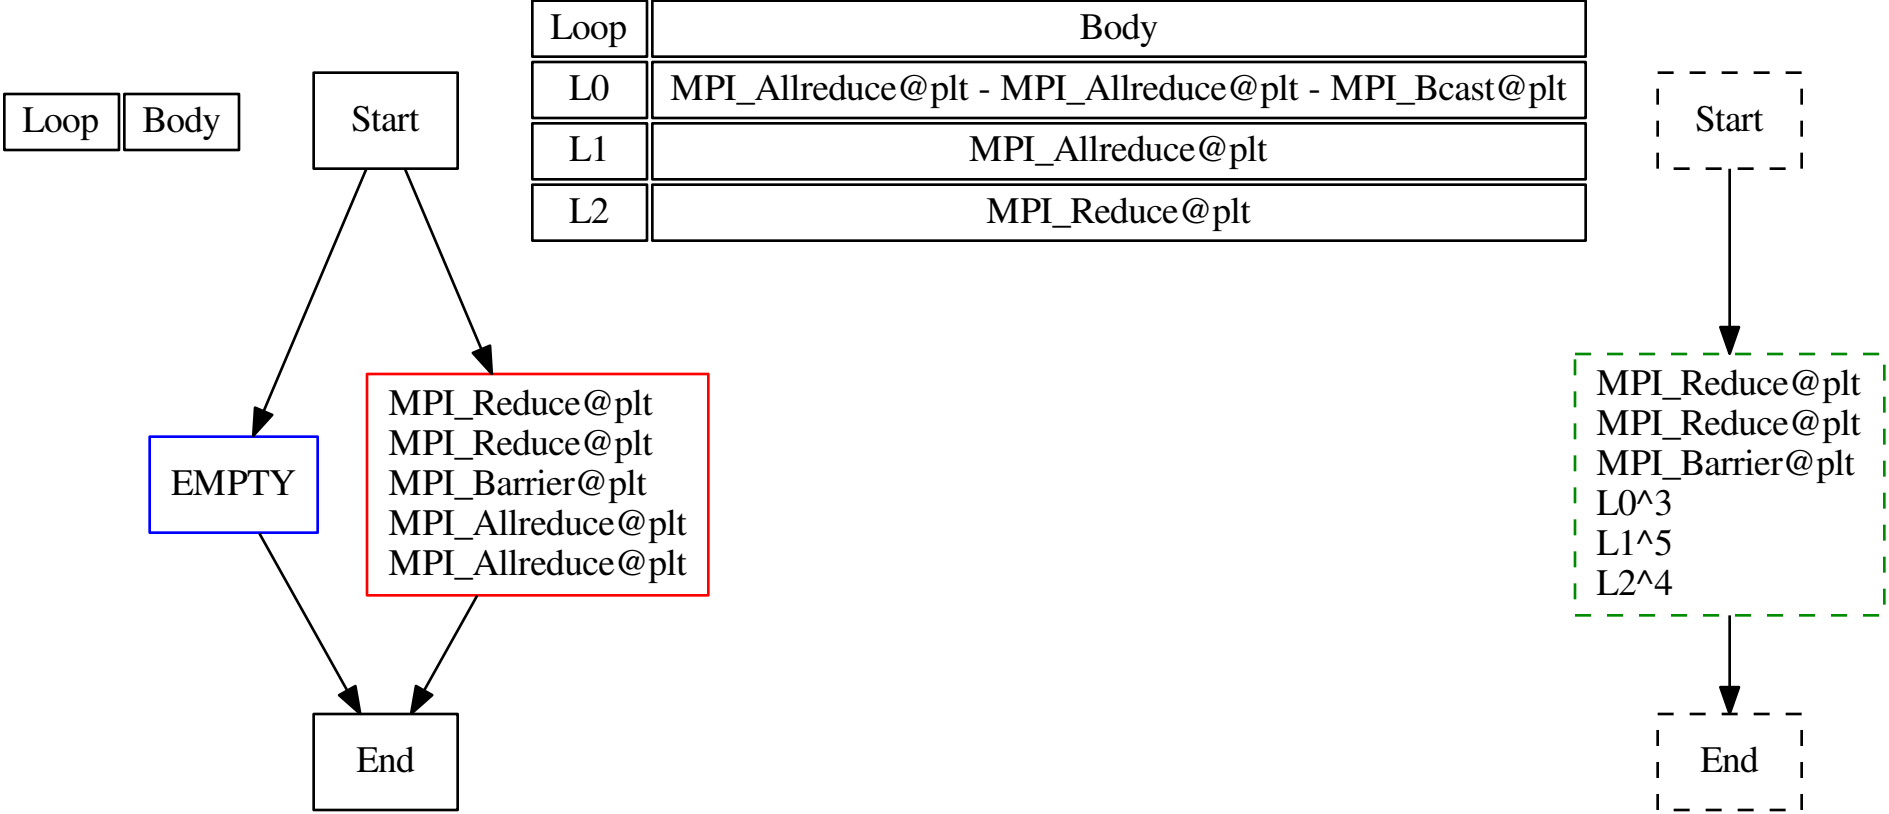 Loop Body
Start
EMPTY
MPI_Reduce@plt
MPI_Reduce@plt
MPI_Barrier@plt
MPI_Allreduce@plt
MPI_Allreduce@plt
End
Loop Body
L0 MPI_Allreduce@plt - MPI_Allreduce@plt - MPI_Bcast@plt
L1 MPI_Allreduce@plt
L2 MPI_Reduce@plt
Start
MPI_Reduce@plt
MPI_Reduce@plt
MPI_Barrier@plt
L0^3
L1^5
L2^4
End